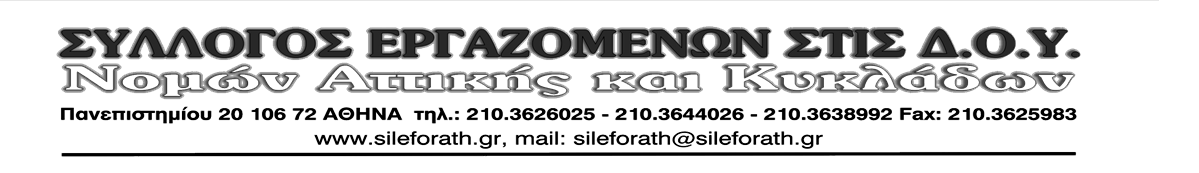 ΣΥΛΛΟΓΟΣ ΕΡΓΑΖΟΜΕΝΩΝ ΣΤΙΣ Δ.Ο.Υ.
Νομών Αττικής και Κυκλάδων
Πανεπιστημίου 20 106 72 ΑΘΗΝΑ τηλ.: 210.3626025 - 210.3644026 - 210.3638992 Fax: 210.3625983
www.sileforath.gr, mail: sileforath@sileforath.gr